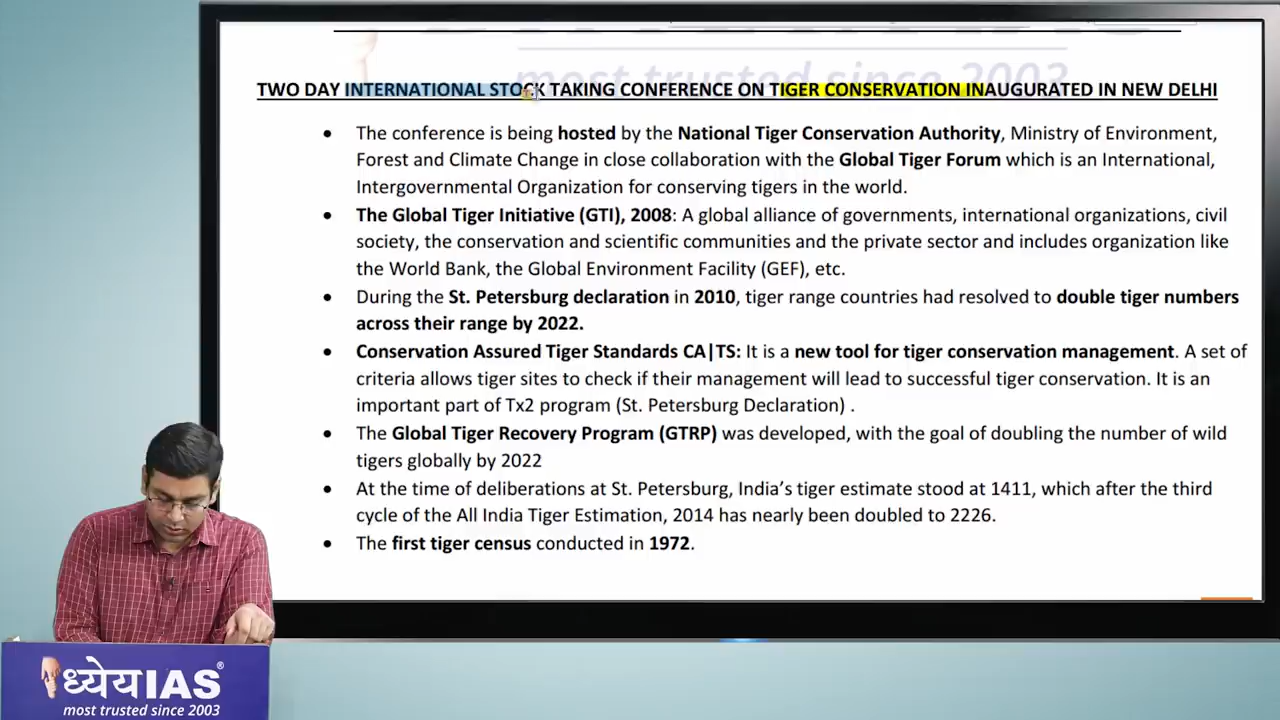 most trusted since 2003
TWO DAY INTERNATIONAL STOCK TAKING CONFERENCE ON TIGER CONSERVATION INAUGURATED IN NEW DELHI
• The conference is being hosted by the National Tiger Conservation Authority, Ministry of Environment,
Forest and Climate Change in close collaboration with the Global Tiger Forum which is an International,
Intergovernmental Organization for conserving tigers in the world.
• The Global Tiger Initiative (GTI), 2008: A global alliance of governments, international organizations, civil
society, the conservation and scientific communities and the private sector and includes organization like
the World Bank, the Global Environment Facility (GEF), etc.
• During the St. Petersburg declaration in 2010, tiger range countries had resolved to double tiger numbers
across their range by 2022.
• Conservation Assured Tiger Standards CA|TS: It is a new tool for tiger conservation management. A set of
criteria allows tiger sites to check if their management will lead to successful tiger conservation. It is an
important part of Tx2 program (St. Petersburg Declaration) .
• The Global Tiger Recovery Program (GTRP) was developed, with the goal of doubling the number of wild
tigers globally by 2022
• At the time of deliberations at St. Petersburg, India’s tiger estimate stood at 1411, which after the third
cycle of the All India Tiger Estimation, 2014 has nearly been doubled to 2226.
• The first tiger census conducted in 1972.
ध्येयIAS®
most trusted since 2003